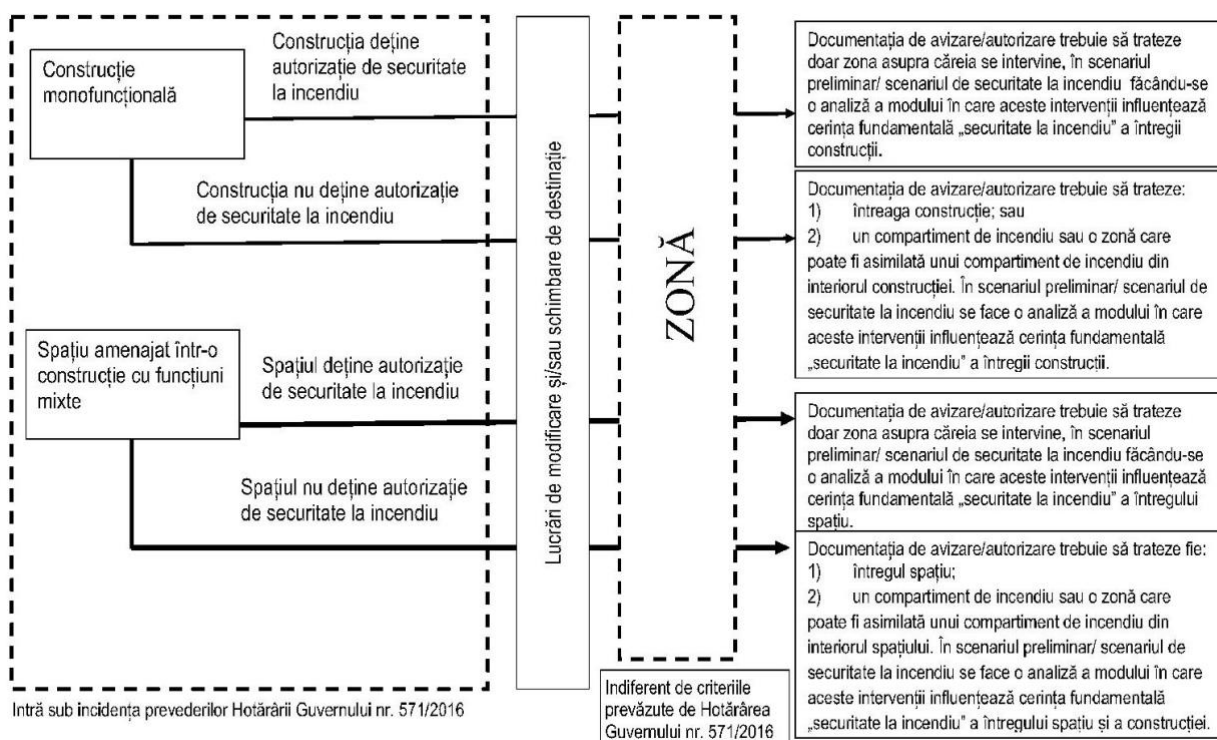 Construcție
monofuncțională
Construcția deține
autorizație de securitate
la incendiu
Construcția nu deține autorizație
de securitate la incendiu
Spațiu amenajat într-o
construcție cu funcțiuni
mixte
Spațiul deține autorizație
de securitate la incendiu
Spațiul nu deține autorizație
de securitate la incendiu
Intră sub incidența prevederilor Hotărârii Guvernului nr. 571/2016
Lucrări de modificare și/sau schimbare de destinație
ZONĂ
Indiferent de criteriile
prevăzute de Hotărârea
Guvernului nr. 571/2016
Documentația de avizare/autorizare trebuie să trateze
doar zona asupra căreia se intervine, în scenariul
preliminar/ scenariul de securitate la incendiu făcându-se
o analiză a modului în care aceste intervenții influențează
cerința fundamentală „securitate la incendiu” a întregii
construcții.
Documentația de avizare/autorizare trebuie să trateze:
1) întreaga construcție; sau
2) un compartiment de incendiu sau o zonă care
poate fi asimilată unui compartiment de incendiu din
interiorul construcției. În scenariul preliminar/ scenariul de
securitate la incendiu se face o analiză a modului în care
aceste intervenții influențează cerința fundamentală
„securitate la incendiu” a întregii construcții.
Documentația de avizare/autorizare trebuie să trateze
doar zona asupra căreia se intervine, în scenariul
preliminar/ scenariul de securitate la incendiu făcându-se
o analiză a modului în care aceste intervenții influențează
cerința fundamentală „securitate la incendiu” a întregului
spațiu.
Documentația de avizare/autorizare trebuie să trateze fie:
1) întregul spațiu;
2) un compartiment de incendiu sau o zonă care
poate fi asimilată unui compartiment de incendiu din
interiorul spațiului. În scenariul preliminar/ scenariul de
securitate la incendiu se face o analiză a modului în care
aceste intervenții influențează cerința fundamentală
„securitate la incendiu” a întregului spațiu și a construcției.